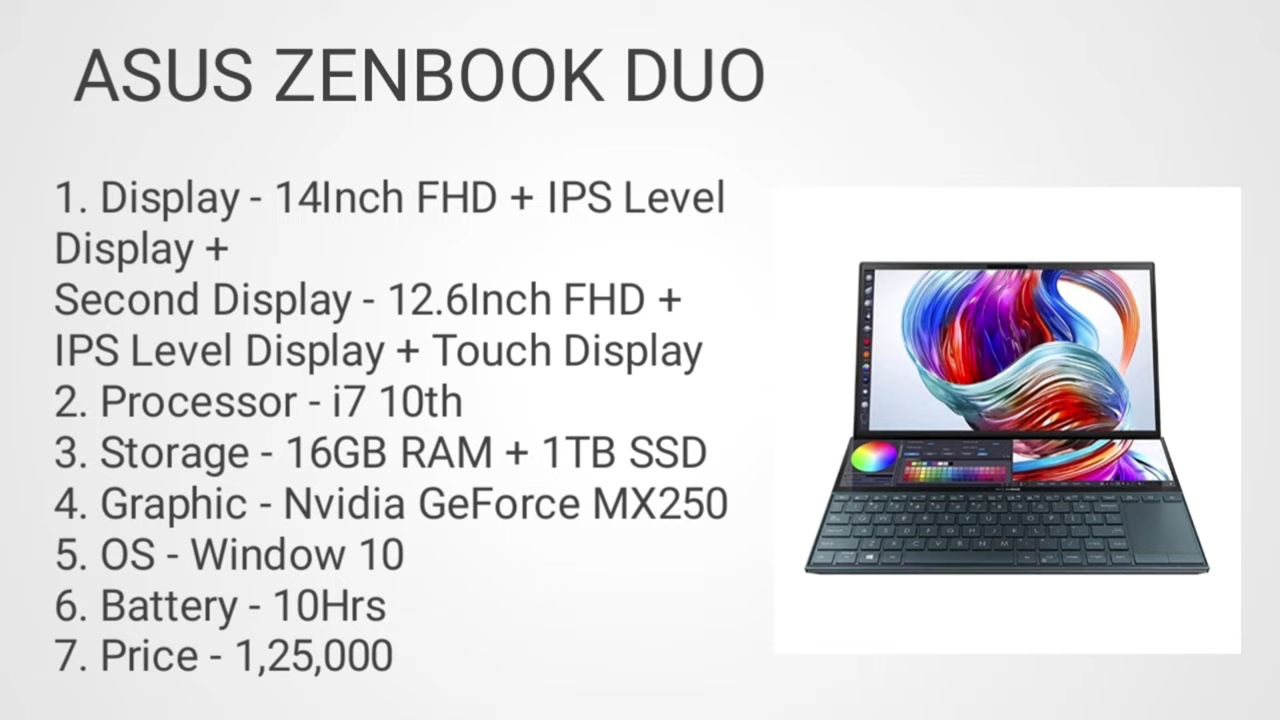 ASUS ZENBOOK DUO
1. Display - 14Inch FHD + IPS Level
Display +
Second Display - 12.6Inch FHD +
IPS Level Display + Touch Display
2. Processor - i7 10th
3. Storage - 16GB RAM + 1TB SSD
4. Graphic - Nvidia GeForce MX250
5. OS - Window 10
6. Battery - 10Hrs
7. Price - 1,25,000